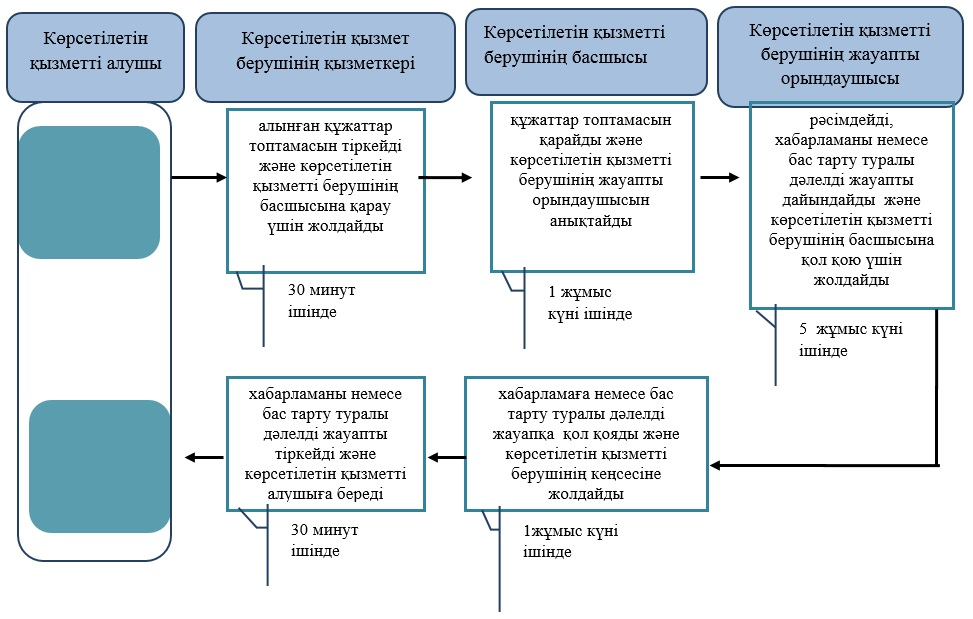 Көрсетілетін
қызметті алушы
Көрсетілетін қызмет
берушінің қызметкері
Көрсетілетін қызметті
берушінің басшысы
Көрсетілетін қызметті
берушінің жауапты
орындаушысы
алынған құжаттар
топтамасын тіркейді
және көрсетілетін
қызметті берушінің
басшысына қарау
үшін жолдайды
30 минут
ішінде
құжаттар топтамасын
қарайды және
көрсетілетін қызметті
берушінің жауапты
орындаушысын
анықтайды
1 жұмыс
күні ішінде
рәсімдейді,
хабарламаны немесе
бас тарту туралы
дәлелді жауапты
дайындайды және
көрсетілетін қызметті
берушінің басшысына
қол қою үшін
жолдайды
5 жұмыс күні
ішінде
хабарламаны немесе
бас тарту туралы
дәлелді жауапты
тіркейді және
көрсетілетін қызметті
алушыға береді
30 минут
ішінде
хабарламаға немесе бас
тарту туралы дәлелді
жауапқа қол қояды және
көрсетілетін қызметті
берушінің кеңсесіне
жолдайды
1жұмыс күні
ішінде